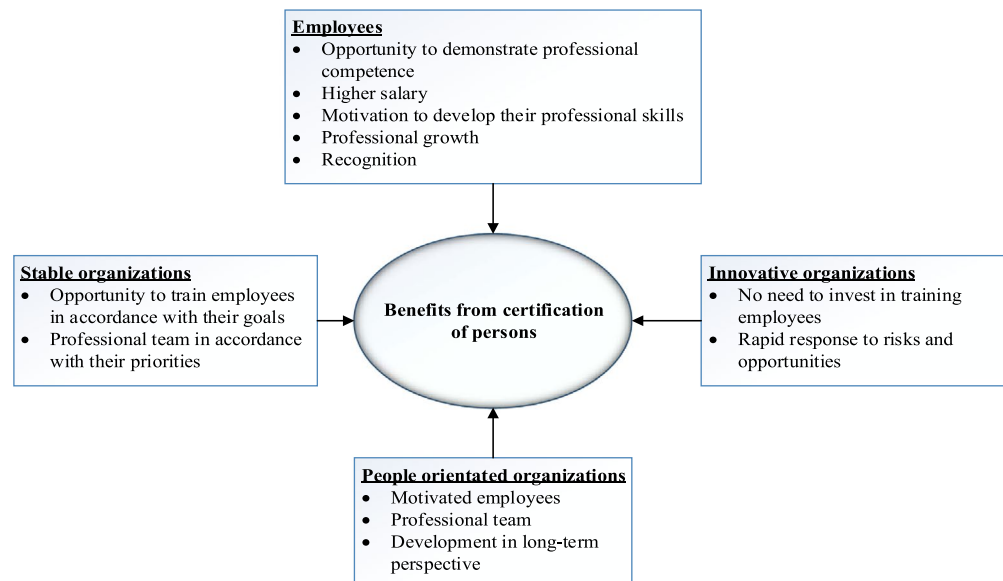 Employees
• Opportunity to demonstrate professional
competence
• Higher salary
• Motivation to develop their professional skills
• Professional growth
• Recognition
Stable organizations
• Opportunity to train employees
in accordance with their goals
• Professional team in accordance
with their priorities
Benefits from certification
of persons
Innovative organizations
• No need to invest in training
employees
• Rapid response to risks and
opportunities
People orientated organizations
• Motivated employees
• Professional team
• Development in long-term
perspective